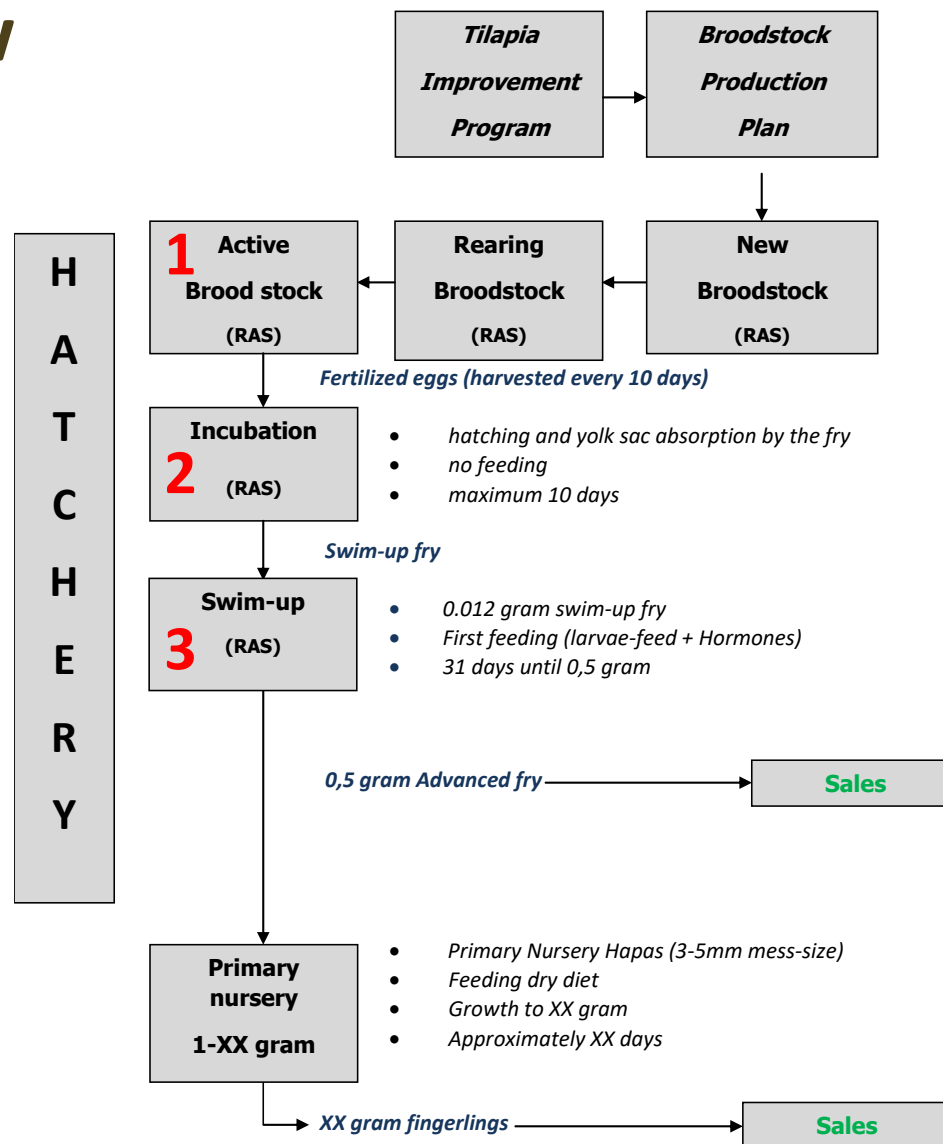 Tilapia
Improvement
Program
Broodstock
Production
Plan
H
A
T
C
H
E
R
Y
1
Active
Brood stock
(RAS)
Rearing
Broodstock
(RAS)
New
Broodstock
(RAS)
Fertilized eggs (harvested every 10 days)
Incubation
2
(RAS)
• hatching and yolk sac absorption by the fry
• no feeding
• maximum 10 days
Swim-up fry
Swim-up
3
(RAS)
• 0.012 gram swim-up fry
• First feeding (larvae-feed + Hormones)
• 31 days until 0,5 gram
0,5 gram Advanced fry
Sales
Primary
nursery
1-XX gram
• Primary Nursery Hapas (3-5mm mess-size)
• Feeding dry diet
• Growth to XX gram
• Approximately XX days
XX gram fingerlings
Sales